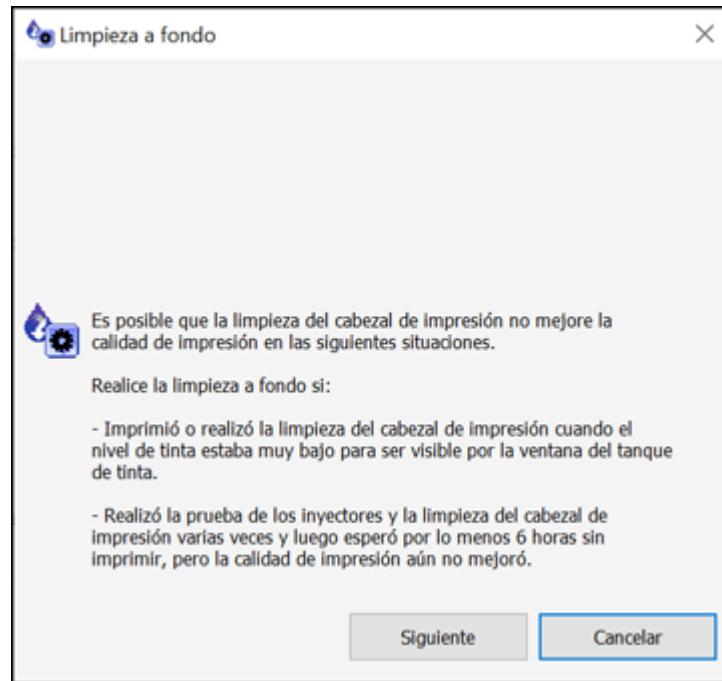 Limpieza a fondo
Es posible que la limpieza del cabezal de impresión no mejore la
calidad de impresión en las siguientes situaciones.
Realice la limpieza a fondo si:
- Imprimió o realizó la limpieza del cabezal de impresión cuando el
nivel de tinta estaba muy bajo para ser visible por la ventana del tanque
de tinta.
- Realizó la prueba de los inyectores y la limpieza del cabezal de
impresión varias veces y luego esperó por lo menos 6 horas sin
imprimir, pero la calidad de impresión aún no mejoró.
Siguiente
Cancelar